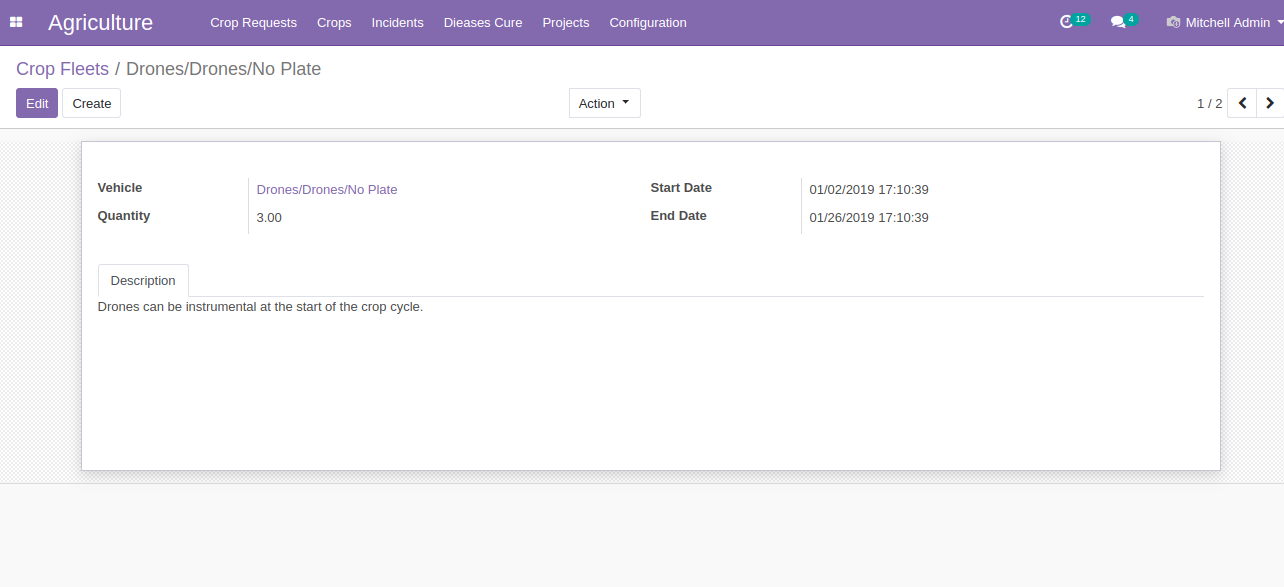 Agriculture Crop Requests Crops Incidents Dieases Cure Projects Configuration 12 4 Mitchell Admin
Crop Fleets / Drones/Drones/No Plate
Edit Create Action 1 / 2
Vehicle Drones/Drones/No Plate Start Date 01/02/2019 17:10:39
Quantity 3.00 End Date 01/26/2019 17:10:39
Description
Drones can be instrumental at the start of the crop cycle.